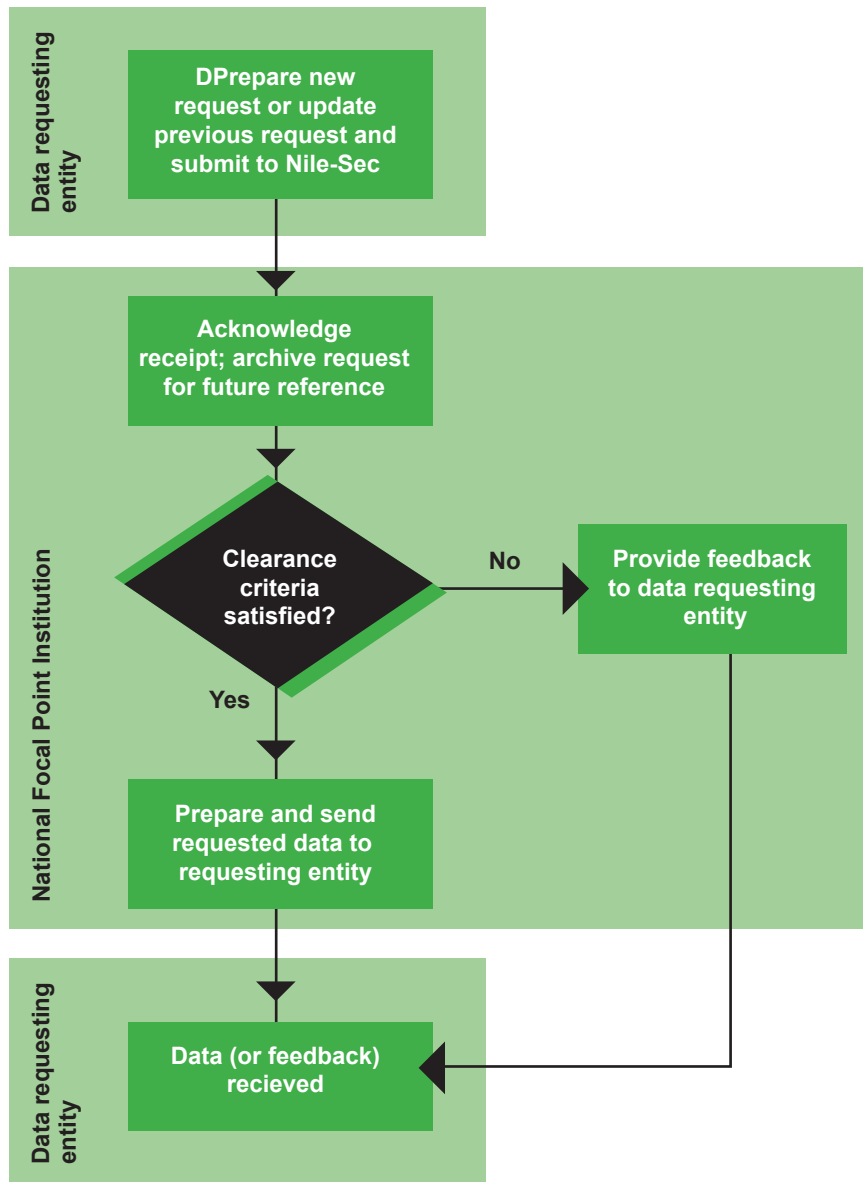 Data requesting
entity
DPrepare new
request or update
previous request and
submit to Nile-Sec
National Focal Point Institution
Acknowledge
receipt; archive request
for future reference
Clearance
criteria
satisfied?
No
Provide feedback
to data requesting
entity
Yes
Prepare and send
requested data to
requesting entity
Data requesting
entity
Data (or feedback)
recieved